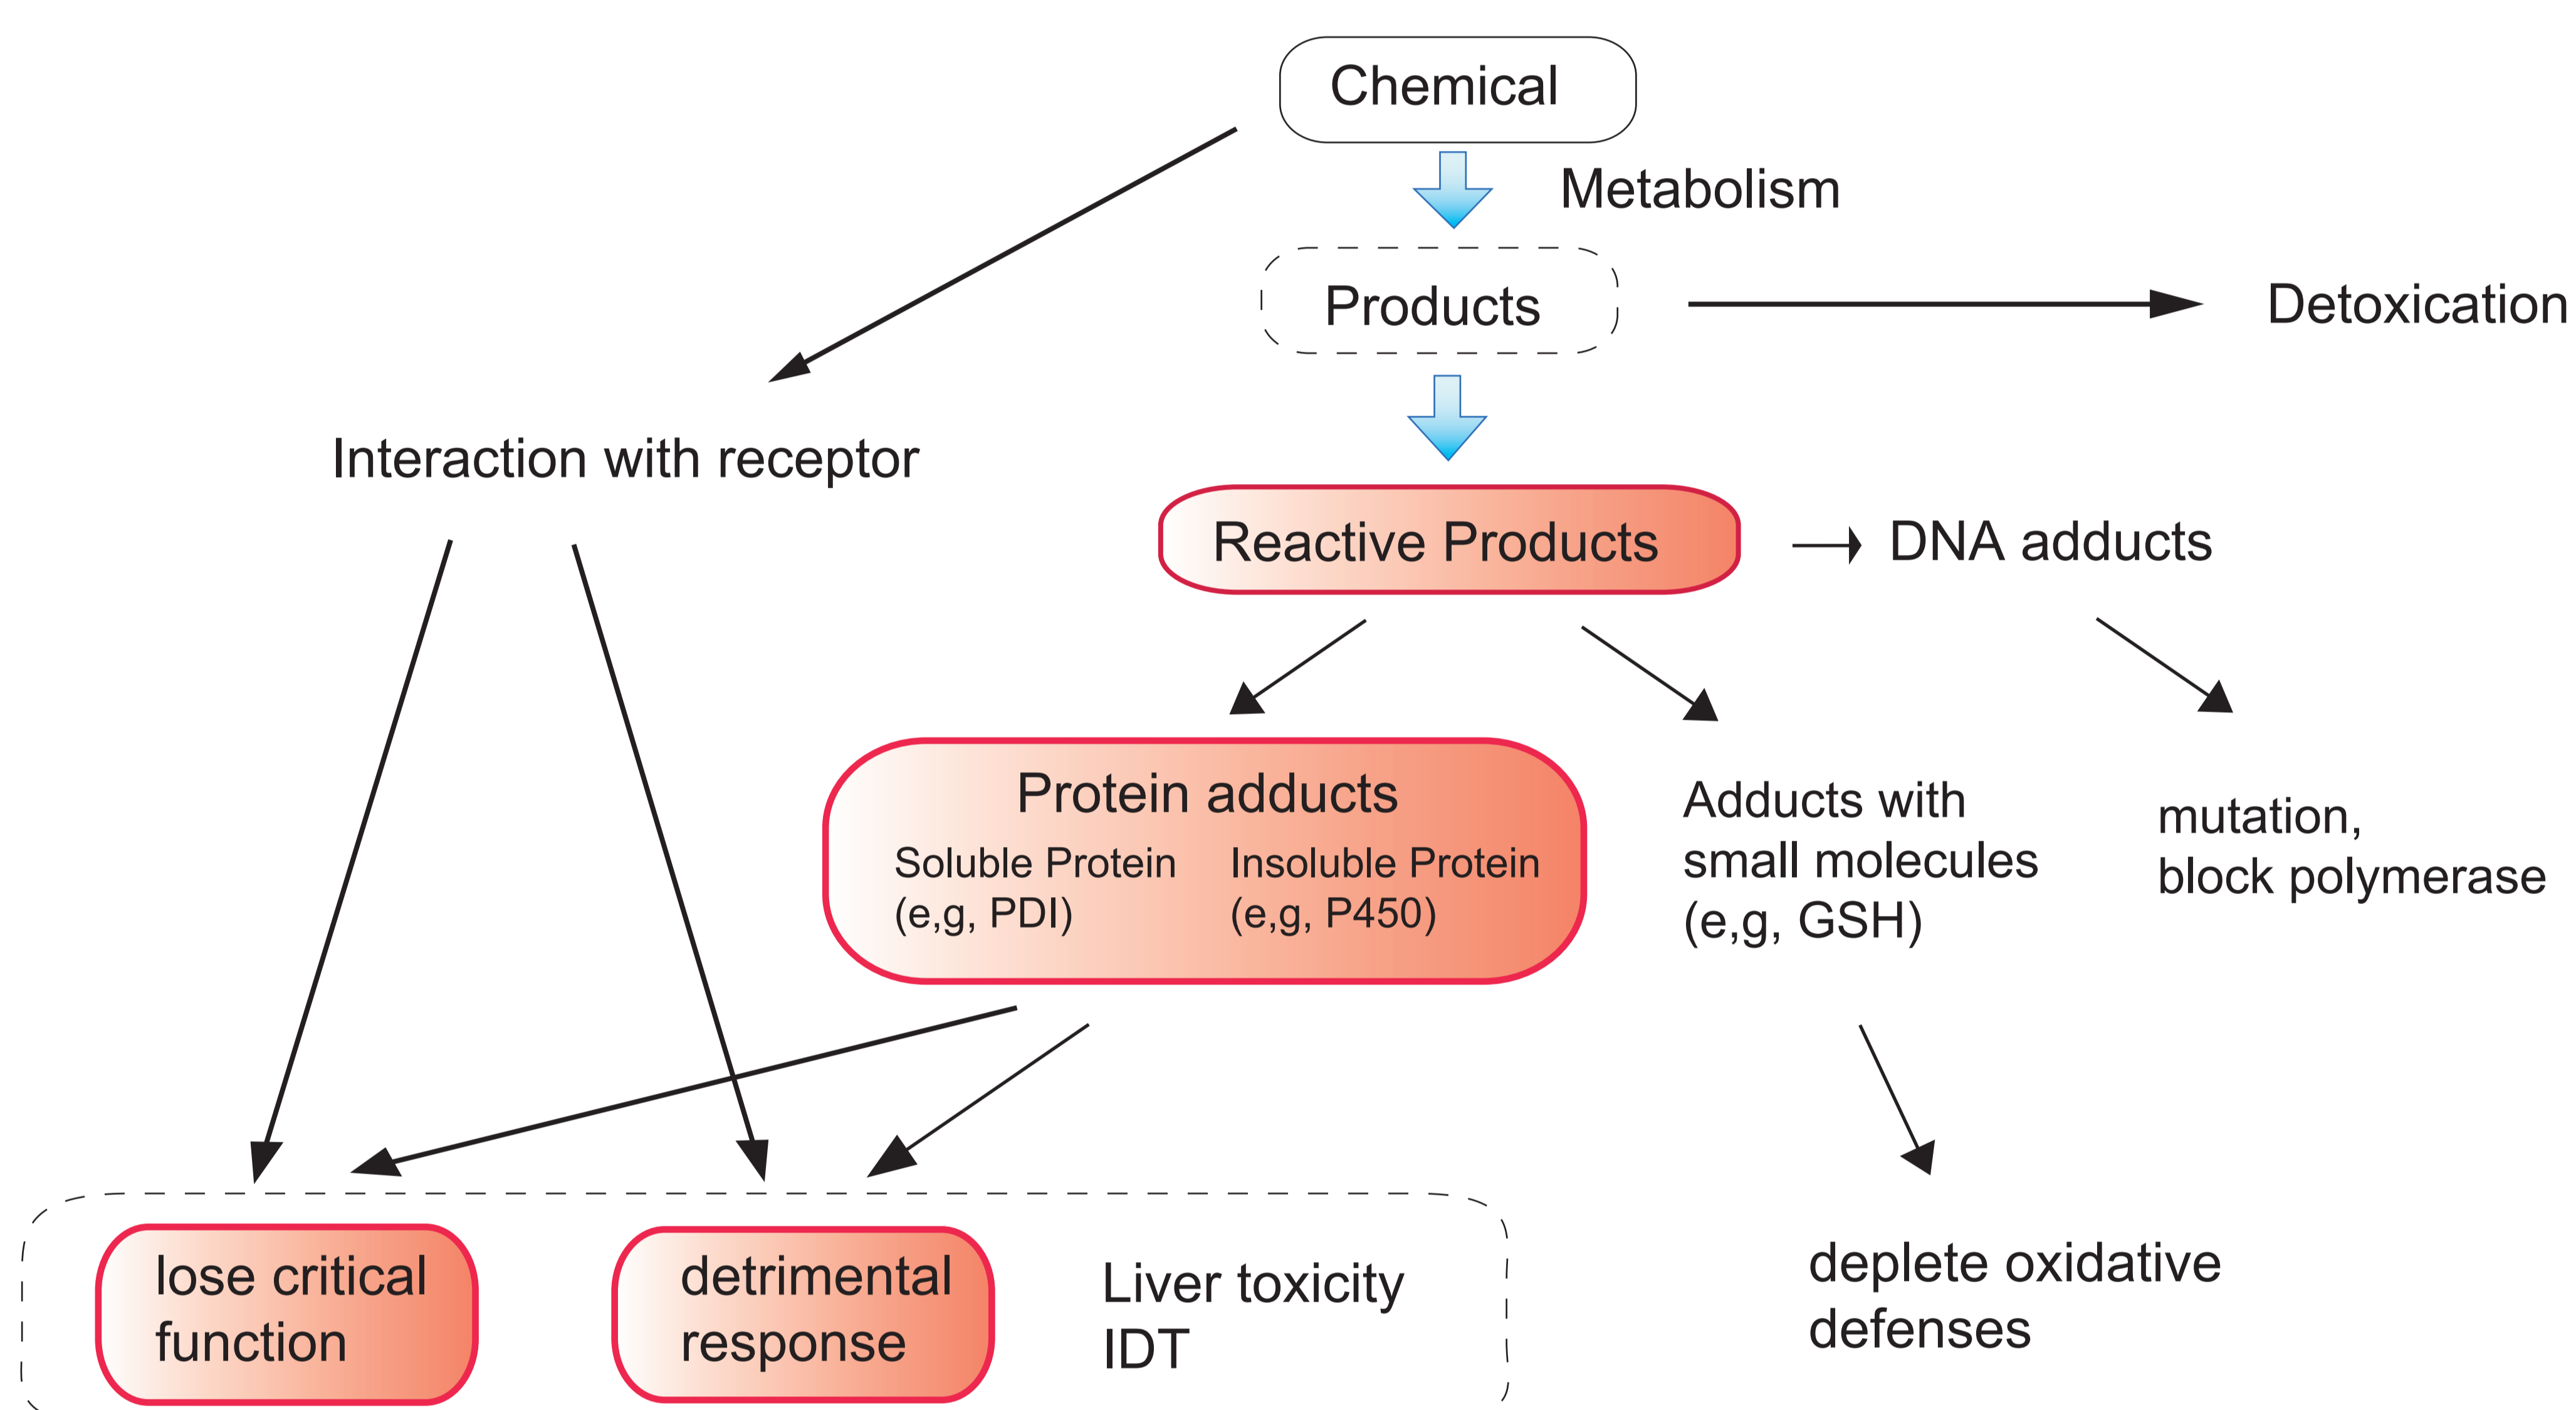 Chemical
Metabolism
Products
Detoxication
Interaction with receptor
Reactive Products
DNA adducts
Protein adducts
Soluble Protein
(e,g, PDI)
Insoluble Protein
(e,g, P450)
Adducts with
small molecules
(e,g, GSH)
mutation,
block polymerase
lose critical
function
detrimental
response
Liver toxicity
IDT
deplete oxidative
defenses